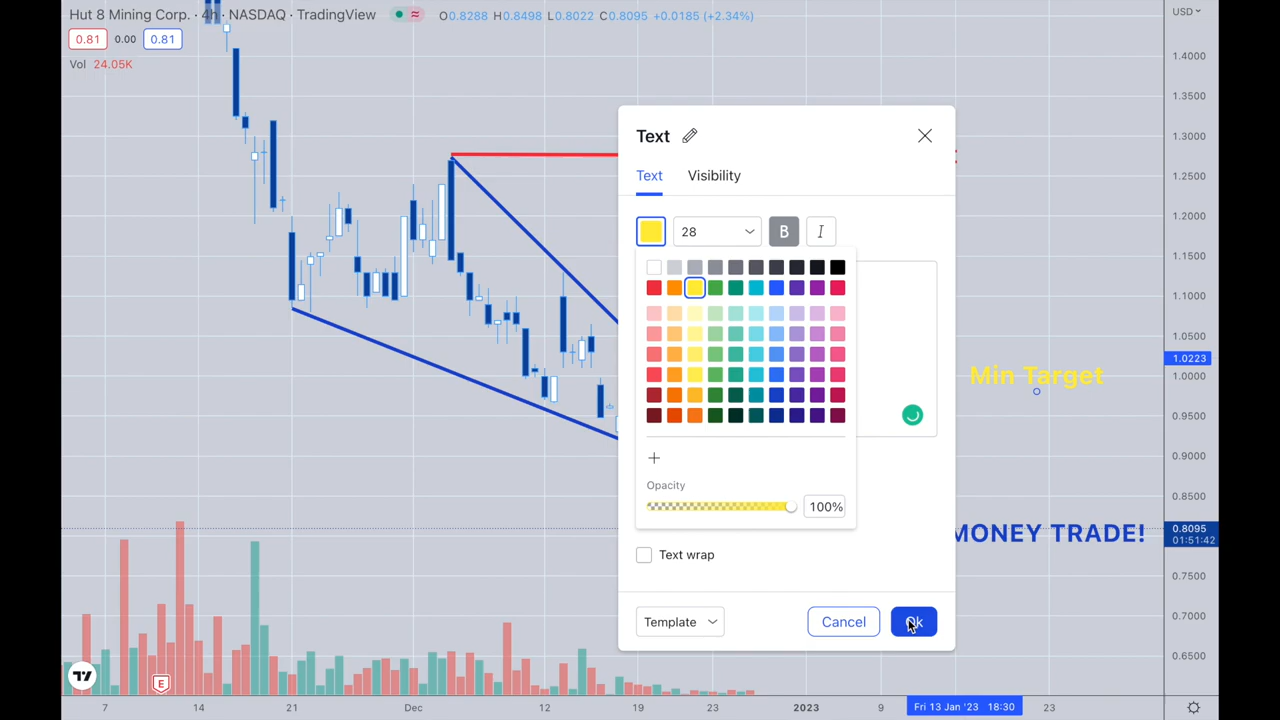 Hut 8 Mining Corp. · 4h · NASDAQ · TradingView O0.8288 H0.8498 L0.8022 C0.8095 +0.0185 (+2.34%)
USD
0.81 0.00 0.81
Vol 24.05K
1.4000
1.3500
1.3000
1.2500
1.2000
1.1500
1.1000
1.0500
1.0223
1.0000
0.9500
0.9000
0.8500
0.8095
01:51:42
0.7500
0.7000
0.6500
Text
Text Visibility
28 B I
Opacity
100%
Text wrap
Template Cancel Ok
Min Target
MONEY TRADE!
E
7 14 21 Dec 12 19 23 2023 9 Fri 13 Jan '23 18:30 23